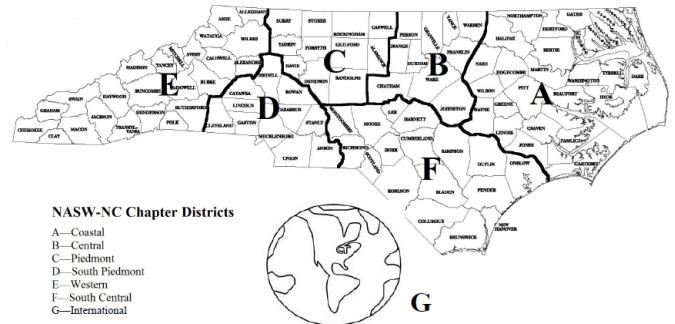 ALLEGHANY
ASHE
SURRY
STOKES
ROCKINGHAM
CASWELL
PERSON
GRANVILLE
VANCE
WARREN
NORTHAMPTON
GATES
HERTFORD
HALIFAX
WATAUGA
WILKES
YADKIN
FORSYTH
GUILFORD
ALAMANCE
ORANGE
DURHAM
FRANKLIN
BERTIE
MITCHELL
AVERY
CALDWELL
ALEXANDER
DAVIE
NASH
EDGECOMBE
MARTIN
WASHINGTON
TYRRELL
DARE
MADISON
YANCEY
IREDELL
DAVIDSON
RANDOLPH
CHATHAM
WAKE
WILSON
PITT
BEAUFORT
HYDE
BUNCOMBE
MCDOWELL
BURKE
CATAWBA
ROWAN
HAYWOOD
SWAIN
GRAHAM
RUTHERFORD
LINCOLN
CABARRUS
MONTGOMERY
MOORE
LEE
HARNETT
JOHNSTON
WAYNE
GREENE
LENOIR
CRAVEN
PAMLICO
HENDERSON
JACKSON
TRANSYL-
VANIA
POLK
CLEVELAND
GASTON
STANLY
CHEROKEE
CLAY
MACON
MECKLENBURG
UNION
ANSON
RICHMOND
SCOTLAND
HOKE
CUMBERLAND
SAMPSON
DUPLIN
JONES
ONSLOW
CARTERET
ROBESON
BLADEN
PENDER
COLUMBUS
BRUNSWICK
NEW
HANOVER
E
D
C
B
A
F
NASW-NC Chapter Districts
A—Coastal
B—Central
C—Piedmont
D—South Piedmont
E—Western
F—South Central
G—International
G